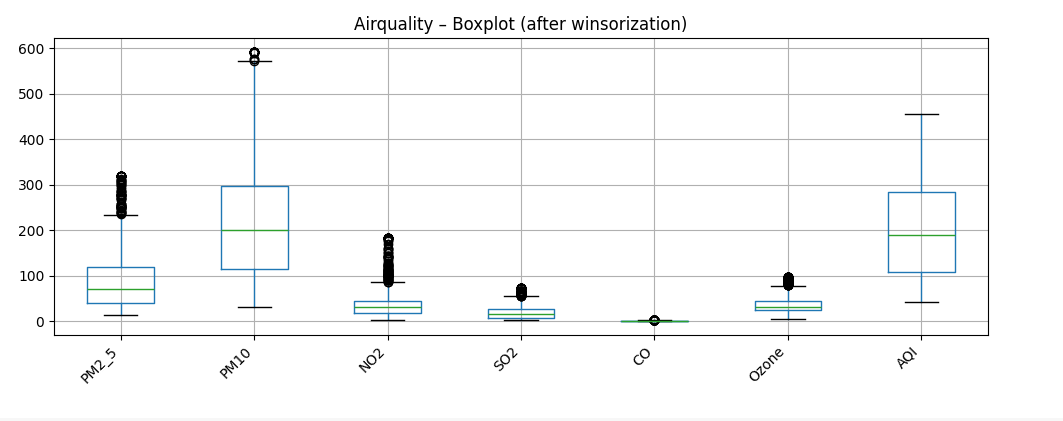 Airquality – Boxplot (after winsorization)
600
500
400
300
200
100
0
PM2_5
PM10
NO2
SO2
CO
Ozone
AQI